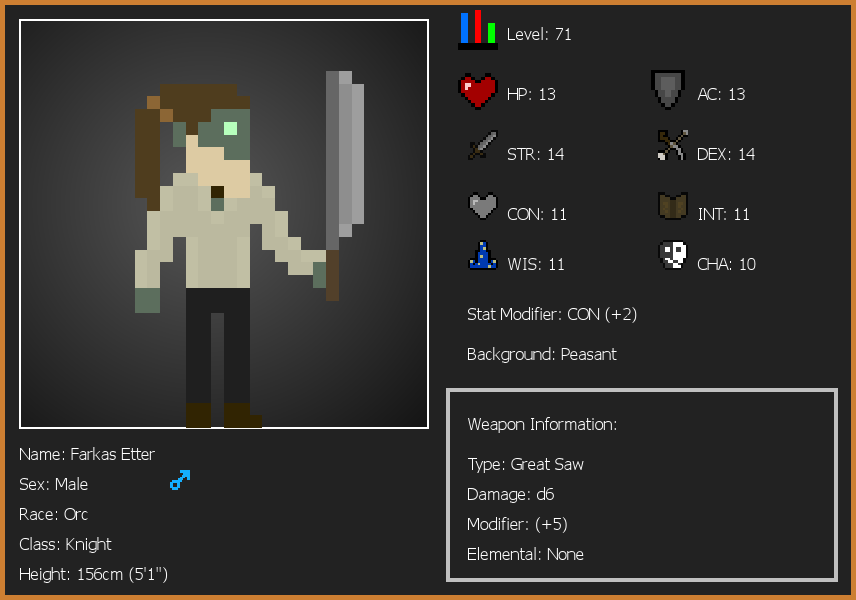 Level: 71
HP: 13
AC: 13
STR: 14
DEX: 14
CON: 11
INT: 11
WIS: 11
CHA: 10
Stat Modifier: CON (+2)
Background: Peasant
Weapon Information:
Type: Great Saw
Damage: d6
Modifier: (+5)
Elemental: None
Name: Farkas Etter
Sex: Male
Race: Orc
Class: Knight
Height: 156cm (5'1")